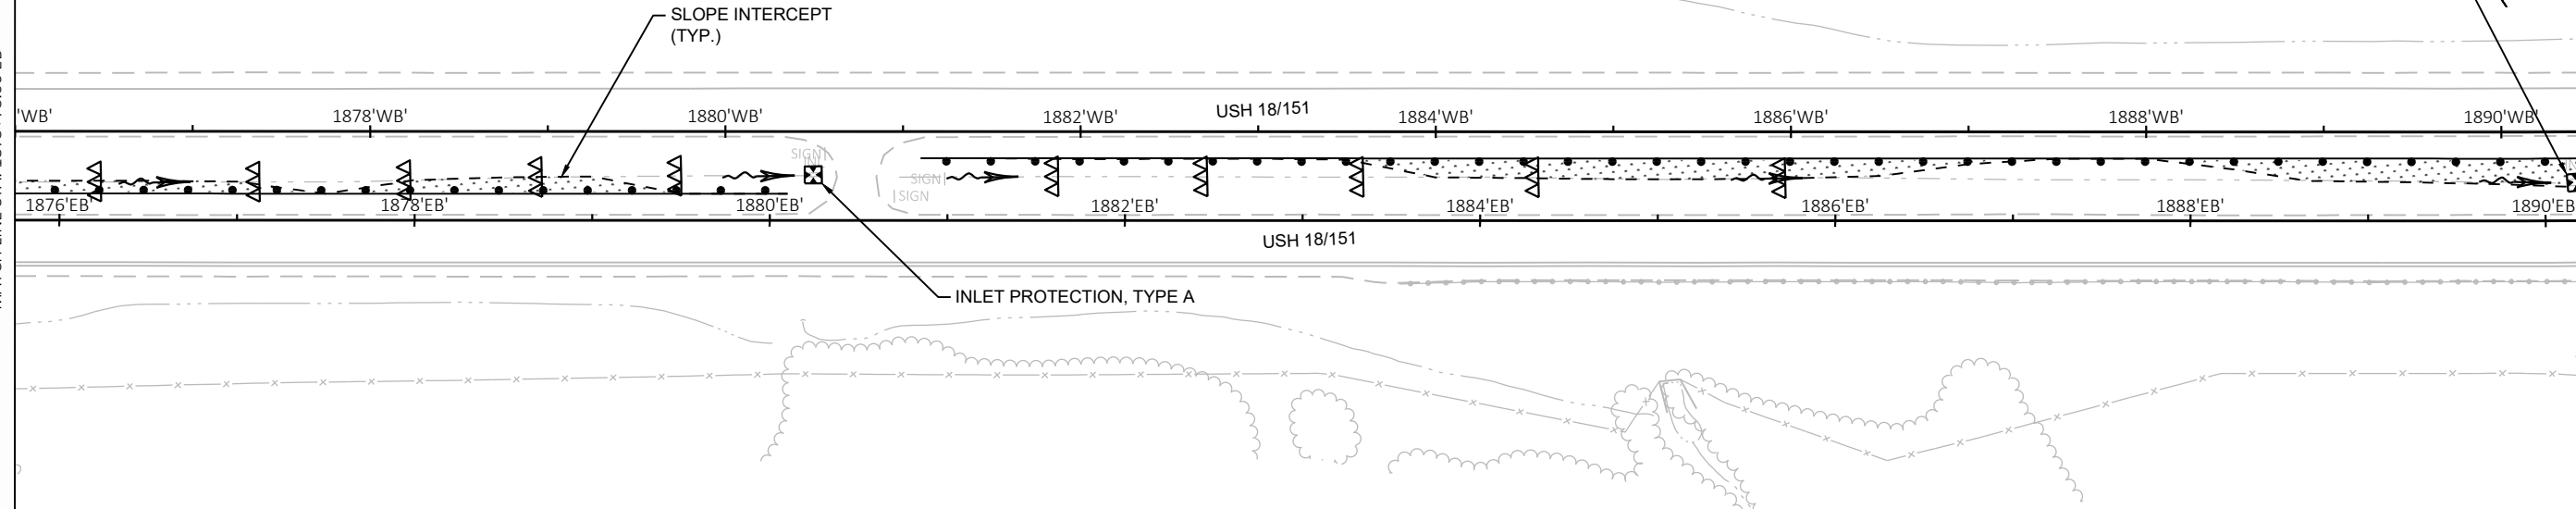 SLOPE INTERCEPT
(TYP.)
'WB'
1878'WB'
1880'WB'
1882'WB'
USH 18/151
1884'WB'
1886'WB'
1888'WB'
1890'WB'
SIGN
SIGN
SIGN
1876'EB'
1878'EB'
1880'EB'
1882'EB'
1884'EB'
1886'EB'
1888'EB'
1890'EB
USH 18/151
INLET PROTECTION, TYPE A